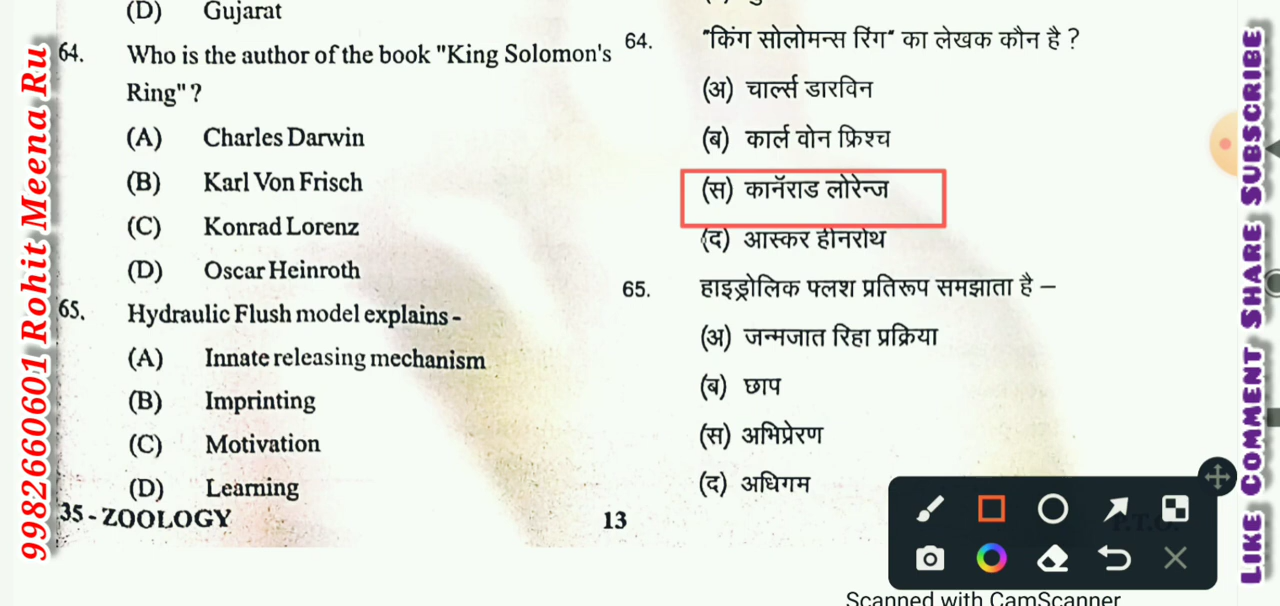 (D) Gujarat
64. Who is the author of the book "King Solomon's
Ring" ?
(A) Charles Darwin
(B) Karl Von Frisch
(C) Konrad Lorenz
(D) Oscar Heinroth
65. Hydraulic Flush model explains -
(A) Innate releasing mechanism
(B) Imprinting
(C) Motivation
(D) Learning
35 - ZOOLOGY
64. "किंग सोलोमन्स रिंग" का लेखक कौन है ?
(अ) चार्ल्स डारविन
(ब) कार्ल वोन फ्रिश्च
(स) कानॅराड लोरेन्ज
(द) आस्कर हीनरोथ
65. हाइड्रोलिक फ्लश प्रतिरूप समझाता है –
(अ) जन्मजात रिहा प्रक्रिया
(ब) छाप
(स) अभिप्रेरण
(द) अधिगम
13
P.T.O.
Scanned with CamScanner
9982660601 Rohit Meena Ru
LIKE COMMENT SHARE SUBSCRIBE